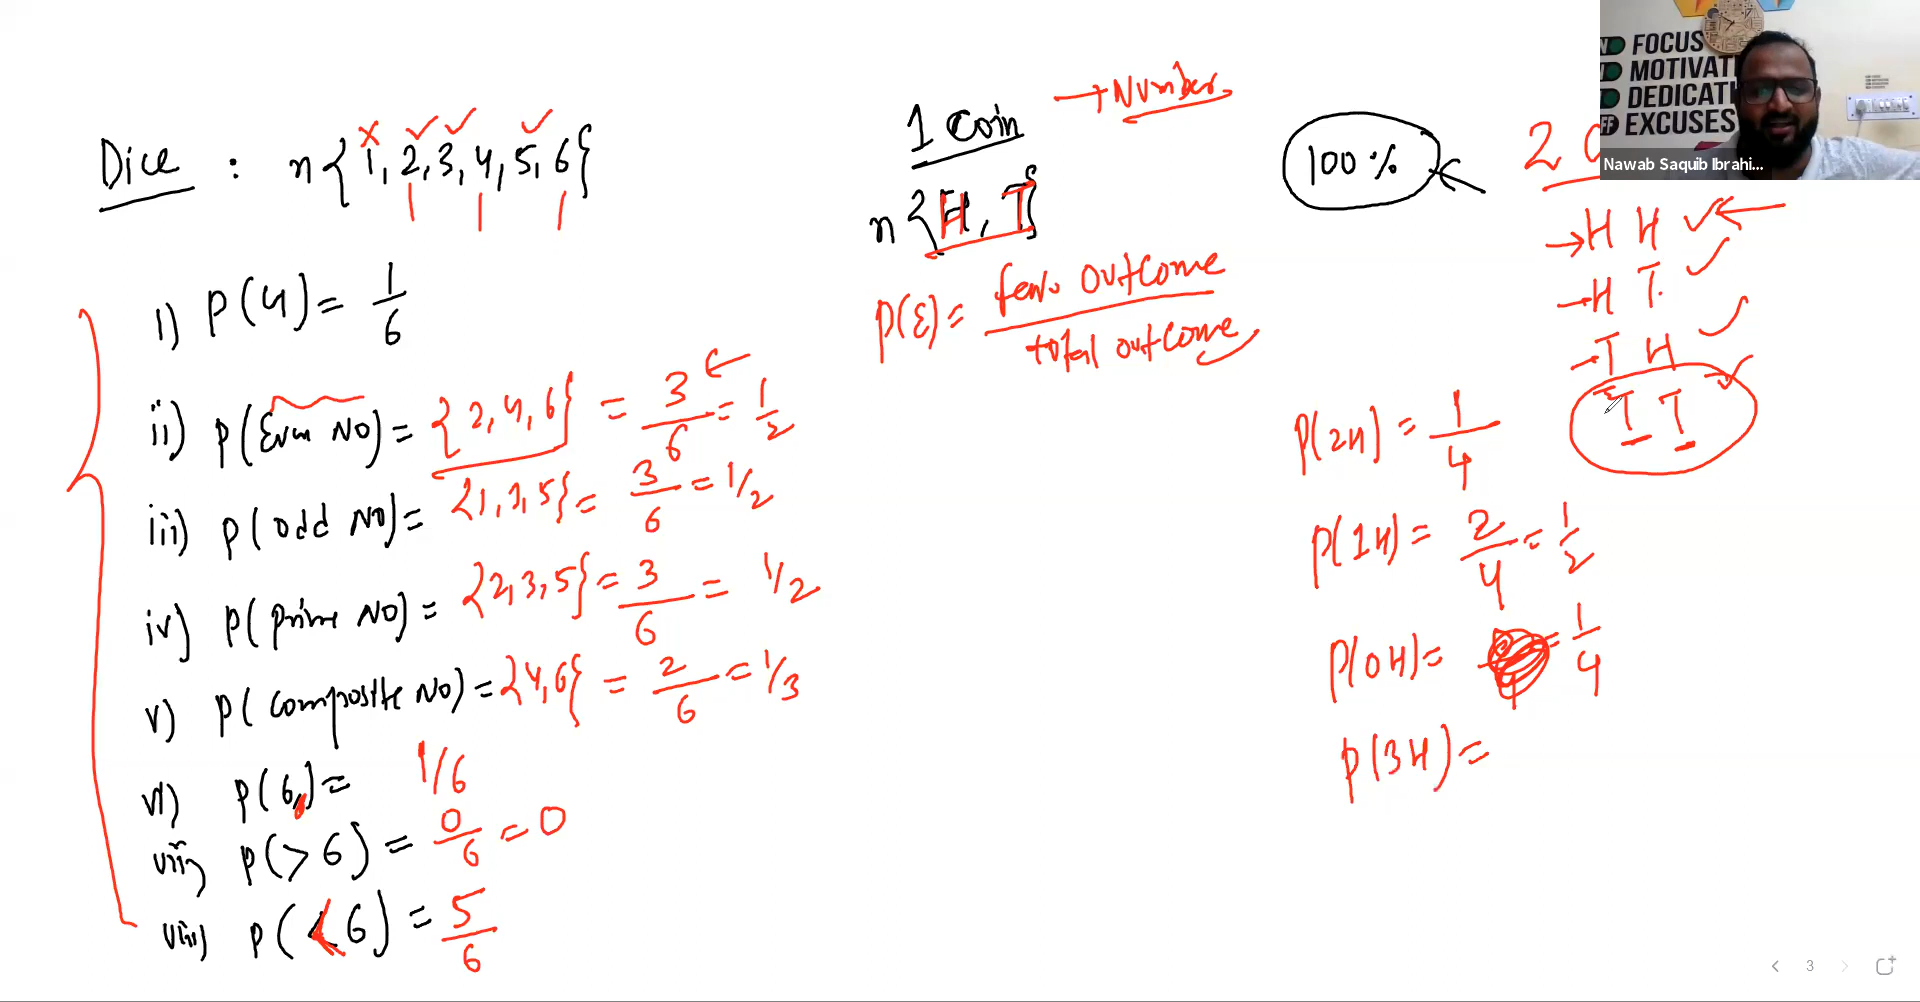 Dice : n{1, 2, 3, 4, 5, 6}
i) P(4) = 1/6
ii) P(Even NO) = {2, 4, 6} = 3/6 = 1/2
iii) P(odd NO) = {1, 3, 5} = 3/6 = 1/2
iv) P(prime NO) = {2, 3, 5} = 3/6 = 1/2
v) P(composite NO) = {4, 6} = 2/6 = 1/3
vi) P(6) = 1/6
vii) P(>6) = 0/6 = 0
viii) P(<6) = 5/6
1 Coin → Number
n{H, T}
P(E) = fav. outcome / total outcome
100 %
2 C
H H
H T
T H
T T
P(2H) = 1/4
P(1H) = 2/4 = 1/2
P(0H) = = 1/4
P(3H) =
FOCUS
MOTIVAT
DEDICAT
EXCUSES
FF
Nawab Saquib Ibrahi...
3